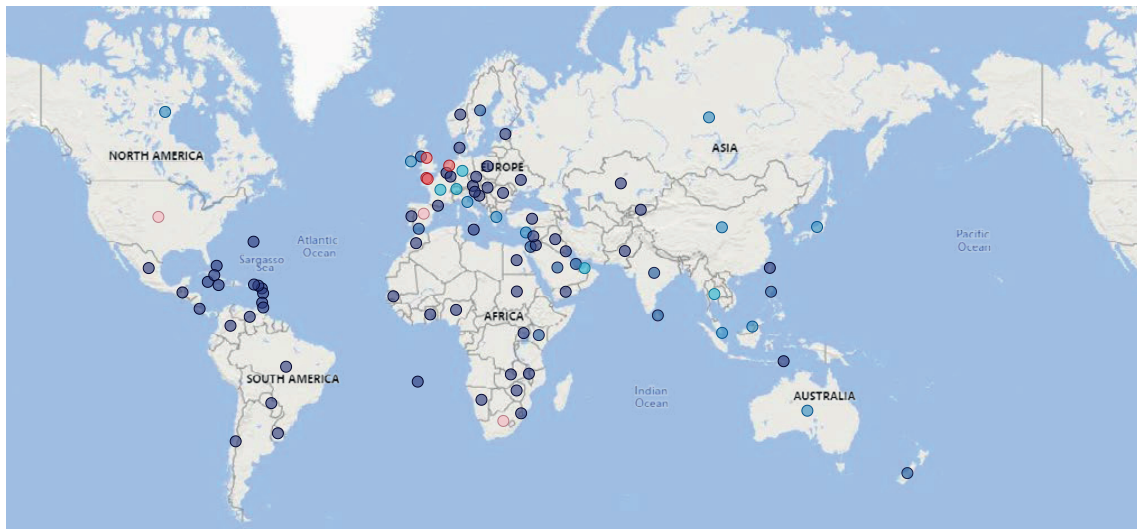 NORTH AMERICA
EUROPE
ASIA
Atlantic
Ocean
Sargasso
Sea
Pacific
Ocean
AFRICA
SOUTH AMERICA
Indian
Ocean
AUSTRALIA